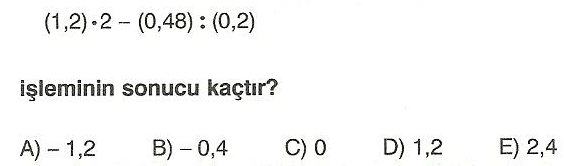 (1,2)·2 – (0,48) : (0,2)
işleminin sonucu kaçtır?
A) – 1,2 B) – 0,4 C) 0 D) 1,2 E) 2,4